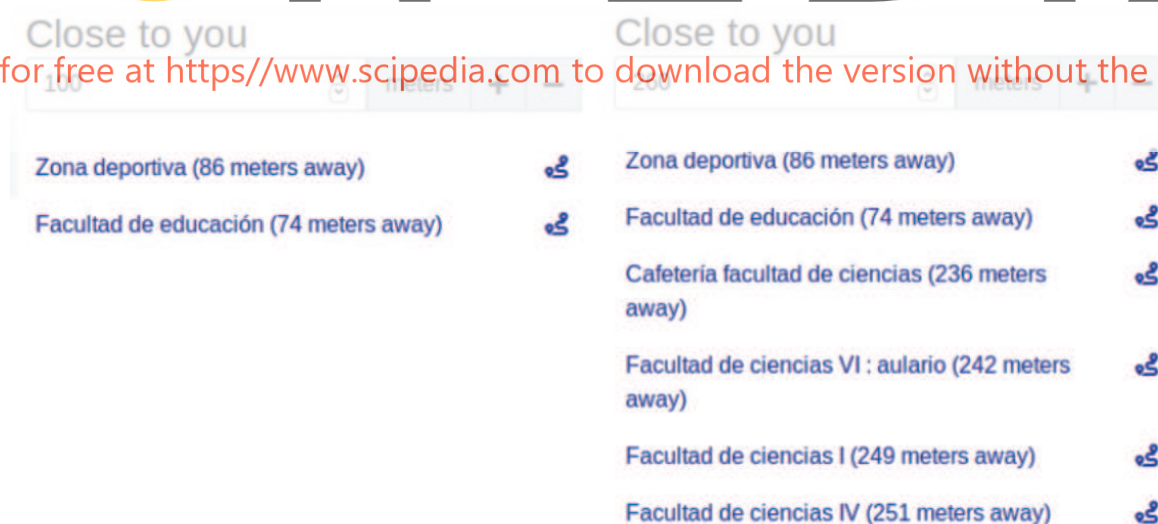 Close to you
Close to you
for free at https//www.scipedia.com to download the version without the
100 meters + −
meters + −
Zona deportiva (86 meters away)
Facultad de educación (74 meters away)
Zona deportiva (86 meters away)
Facultad de educación (74 meters away)
Cafetería facultad de ciencias (236 meters
away)
Facultad de ciencias VI : aulario (242 meters
away)
Facultad de ciencias I (249 meters away)
Facultad de ciencias IV (251 meters away)